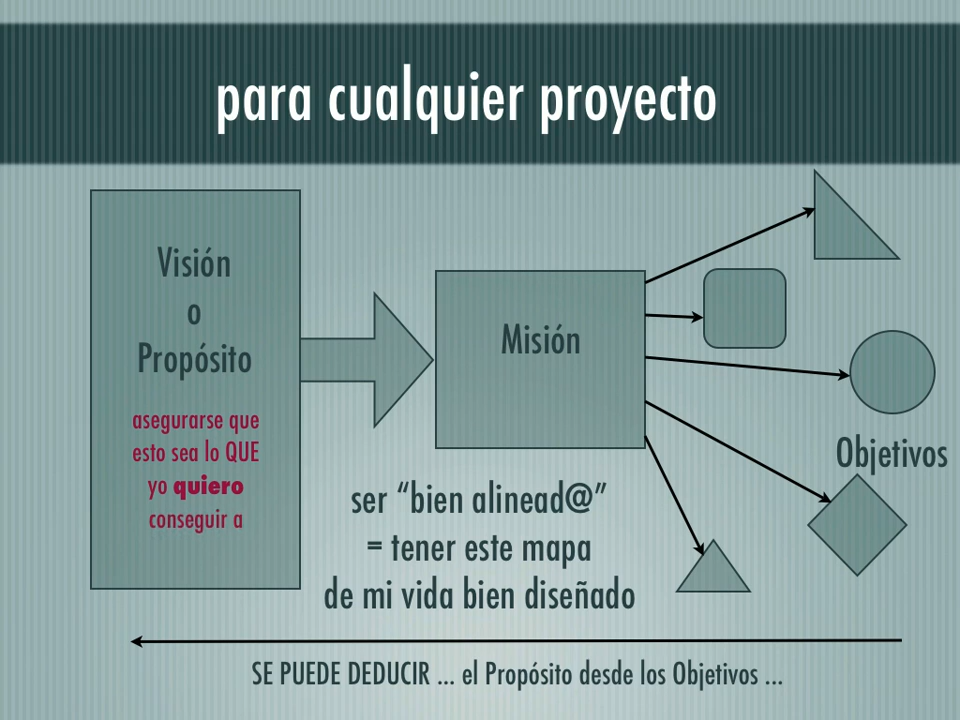 para cualquier proyecto
Visión
o
Propósito
asegurarse que
esto sea lo QUE
yo quiero
conseguir a
Misión
Objetivos
ser “bien alinead@”
= tener este mapa
de mi vida bien diseñado
SE PUEDE DEDUCIR ... el Propósito desde los Objetivos ...